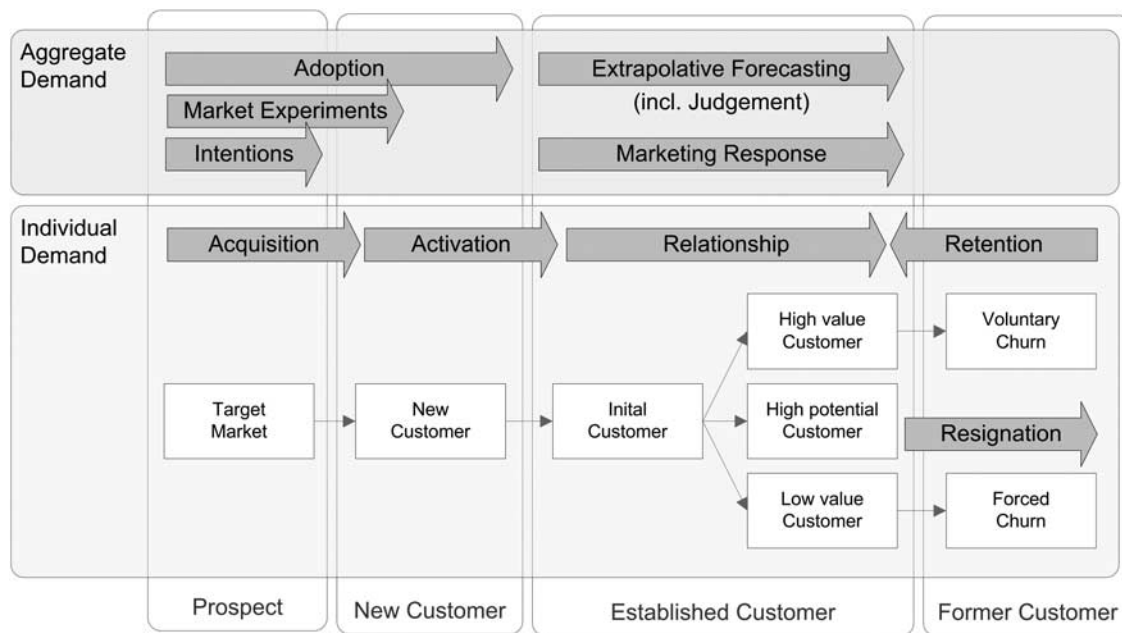 Aggregate
Demand
Adoption
Extrapolative Forecasting
(incl. Judgement)
Market Experiments
Intentions
Marketing Response
Individual
Demand
Acquisition
Activation
Relationship
Retention
High value
Customer
Voluntary
Churn
Target
Market
New
Customer
Inital
Customer
High potential
Customer
Resignation
Low value
Customer
Forced
Churn
Prospect
New Customer
Established Customer
Former Customer